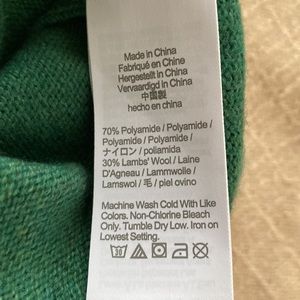 Made in China
Fabriqué en Chine
Hergestellt in China
Vervaardigd in China
中国製
hecho en china
70% Polyamide / Polyamide /
Polyamide / Polyamide /
ナイロン / poliamida
30% Lambs' Wool / Laine
D'Agneau / Lammwolle /
Lamswol / 毛 / piel ovino
Machine Wash Cold With Like
Colors. Non-Chlorine Bleach
Only. Tumble Dry Low. Iron on
Lowest Setting.
30